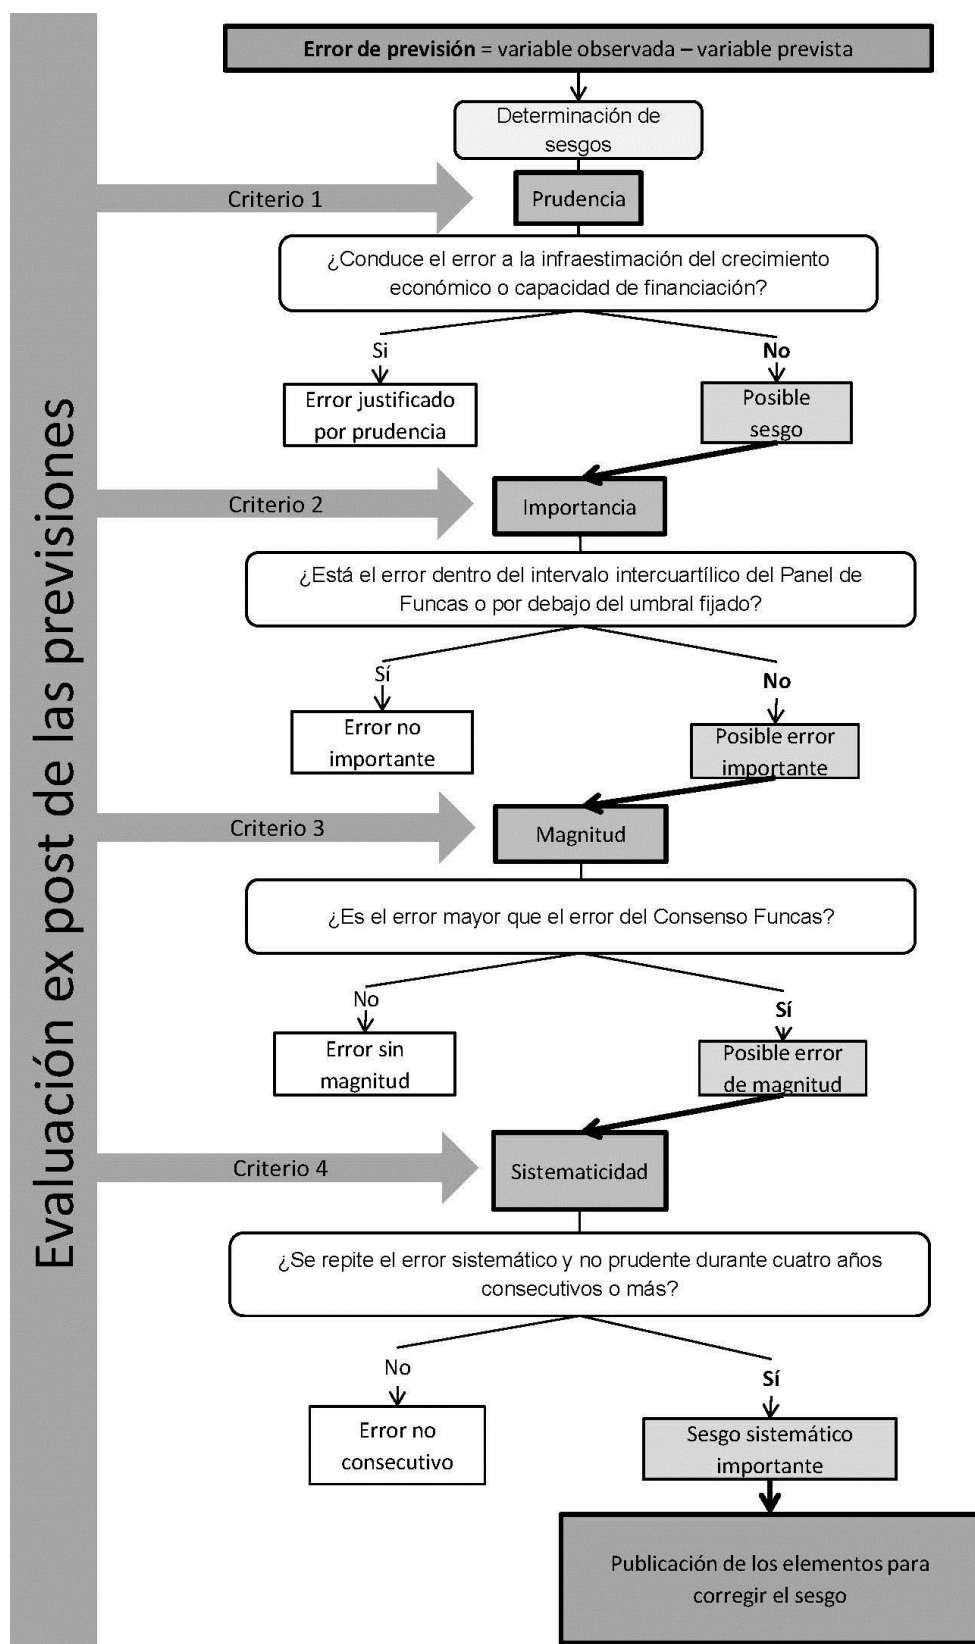 Evaluación ex post de las previsiones
Error de previsión = variable observada – variable prevista
Determinación de
sesgos
Criterio 1
Prudencia
¿Conduce el error a la infraestimación del crecimiento
económico o capacidad de financiación?
Si
No
Error justificado
por prudencia
Posible
sesgo
Criterio 2
Importancia
¿Está el error dentro del intervalo intercuartílico del Panel de
Funcas o por debajo del umbral fijado?
Sí
No
Error no
importante
Posible error
importante
Criterio 3
Magnitud
¿Es el error mayor que el error del Consenso Funcas?
No
Sí
Error sin
magnitud
Posible error
de magnitud
Criterio 4
Sistematicidad
¿Se repite el error sistemático y no prudente durante cuatro años
consecutivos o más?
No
Sí
Error no
consecutivo
Sesgo sistemático
importante
Publicación de los elementos para
corregir el sesgo